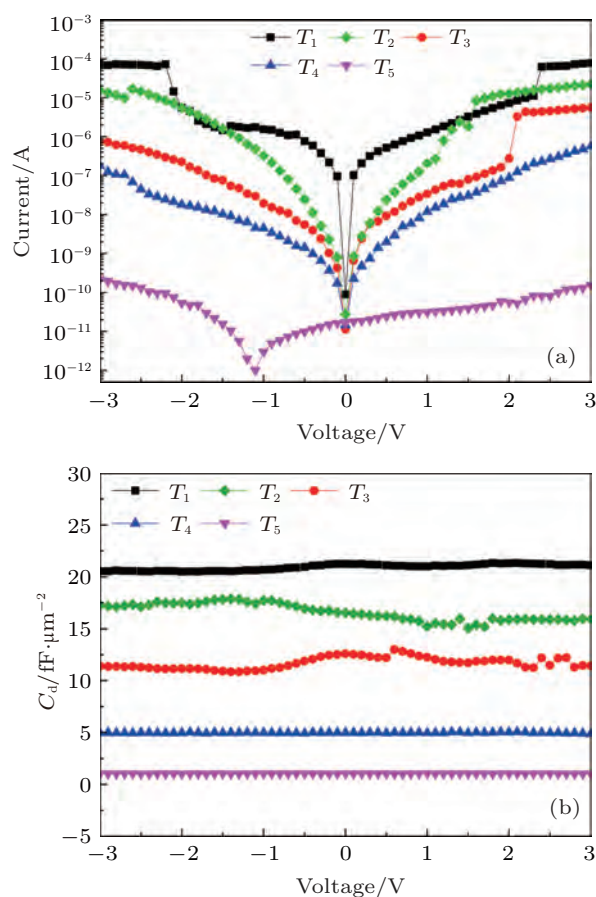 T₁ T₂ T₃
T₄ T₅
10⁻³
10⁻⁴
10⁻⁵
10⁻⁶
10⁻⁷
10⁻⁸
10⁻⁹
10⁻¹⁰
10⁻¹¹
10⁻¹²
Current/A
(a)
−3 −2 −1 0 1 2 3
Voltage/V
T₁ T₂ T₃
T₄ T₅
30
25
20
15
10
5
0
−5
C_d/fF·μm⁻²
(b)
−3 −2 −1 0 1 2 3
Voltage/V